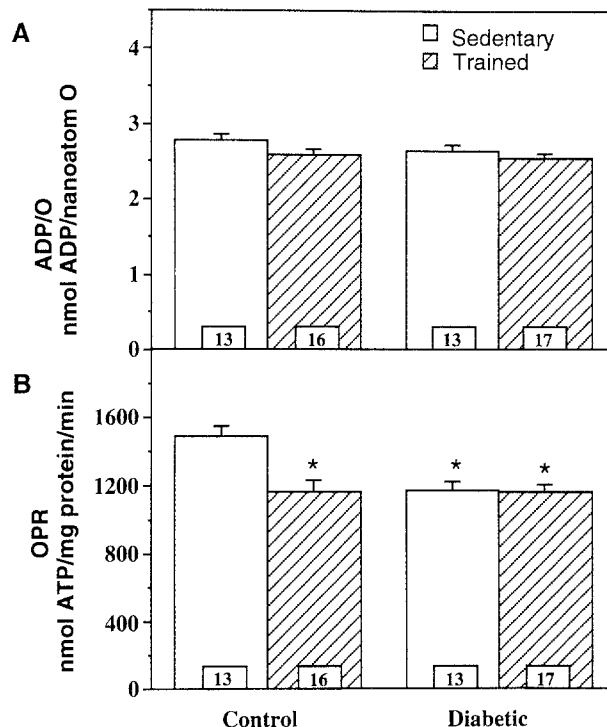 A
ADP/O
nmol ADP/nanoatom O
4
3
2
1
0
Sedentary
Trained
13
16
13
17
B
OPR
nmol ATP/mg protein/min
1600
1200
800
400
0
*
*
*
13
16
13
17
Control
Diabetic